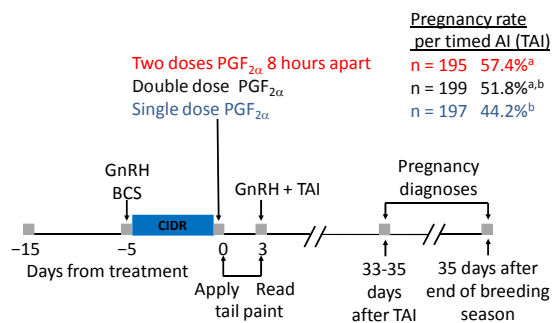 Pregnancy rate
per timed AI (TAI)
Two doses PGF2α 8 hours apart
n = 195 57.4%a
Double dose PGF2α
n = 199 51.8%a,b
Single dose PGF2α
n = 197 44.2%b
GnRH
BCS
GnRH + TAI
Pregnancy
diagnoses
CIDR
−15
−5
0
3
Days from treatment
33-35
days
after TAI
35 days after
end of breeding
season
Apply Read
tail paint